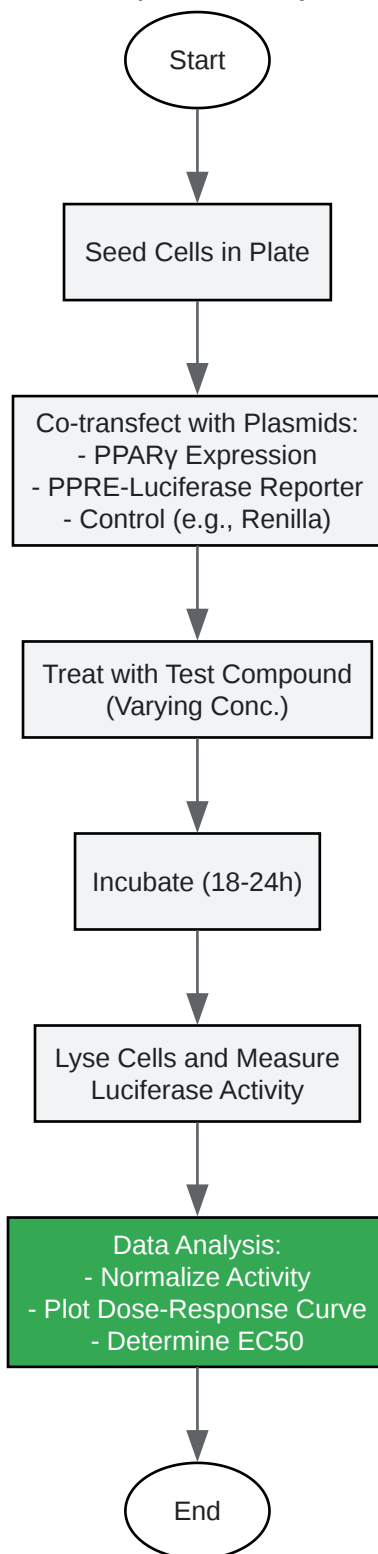 Start
Seed Cells in Plate
Co-transfect with Plasmids:
- PPARγ Expression
- PPRE-Luciferase Reporter
- Control (e.g., Renilla)
Treat with Test Compound
(Varying Conc.)
Incubate (18-24h)
Lyse Cells and Measure
Luciferase Activity
Data Analysis:
- Normalize Activity
- Plot Dose-Response Curve
- Determine EC50
End